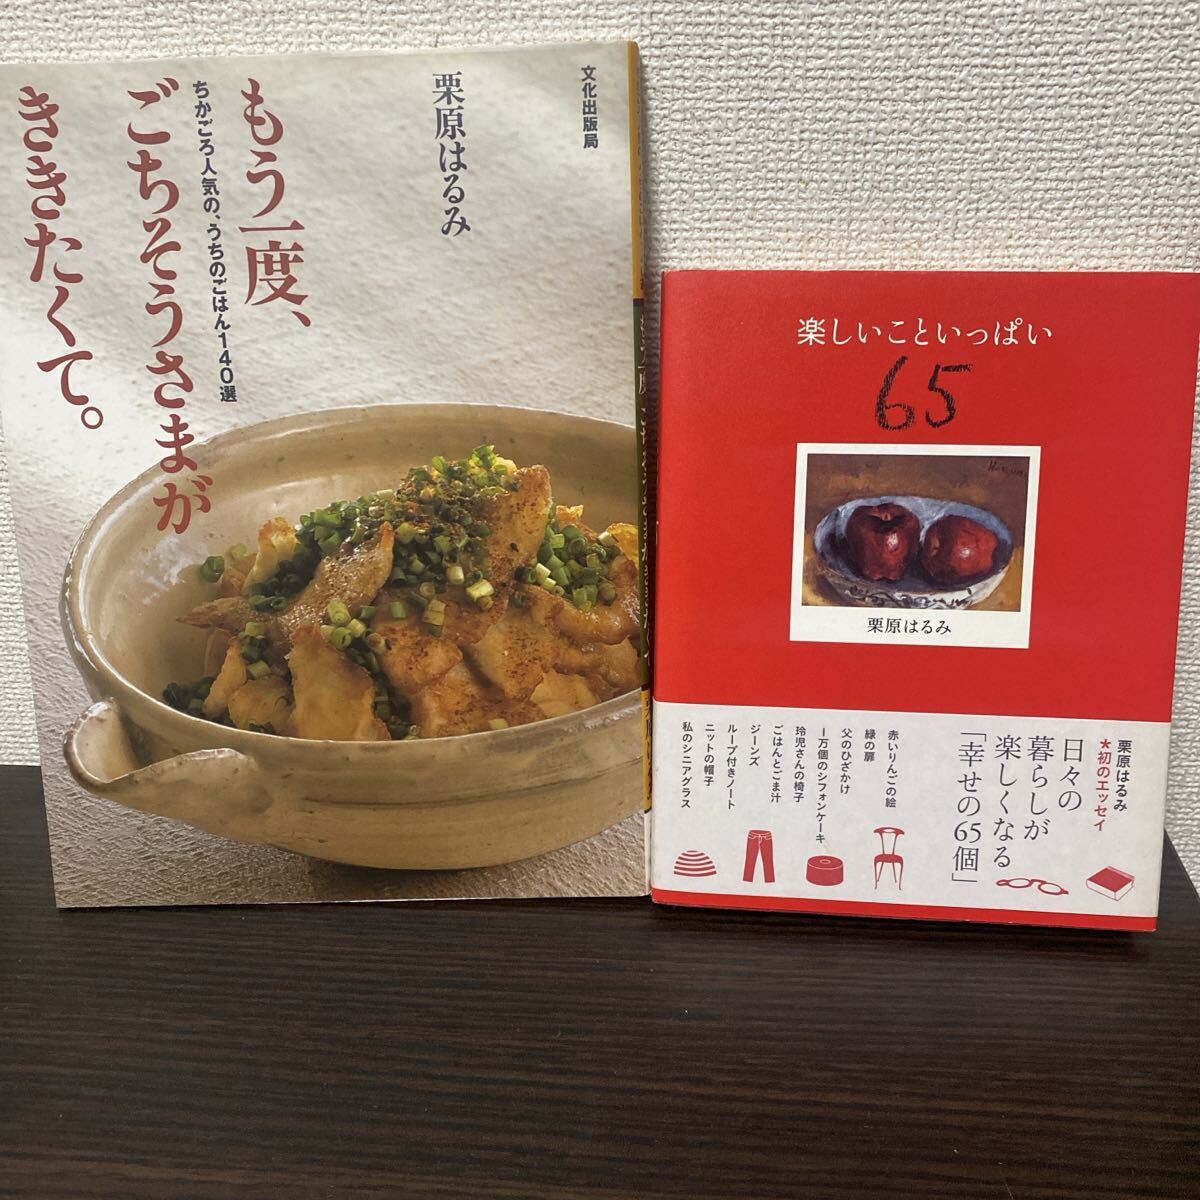 文化出版局
栗原はるみ
もう一度、
ちかごろ人気の、うちのごはん140選
ごちそうさまが
ききたくて。
楽しいこといっぱい
65
栗原はるみ
栗原はるみ
★初のエッセイ
日々の
暮らしが
楽しくなる
「幸せの65個」
赤いりんごの絵
緑の扉
父のひざかけ
1万個のシフォンケーキ
玲児さんの椅子
ごはんとごま汁
ジーンズ
ループ付きノート
ニットの帽子
私のシニアグラス